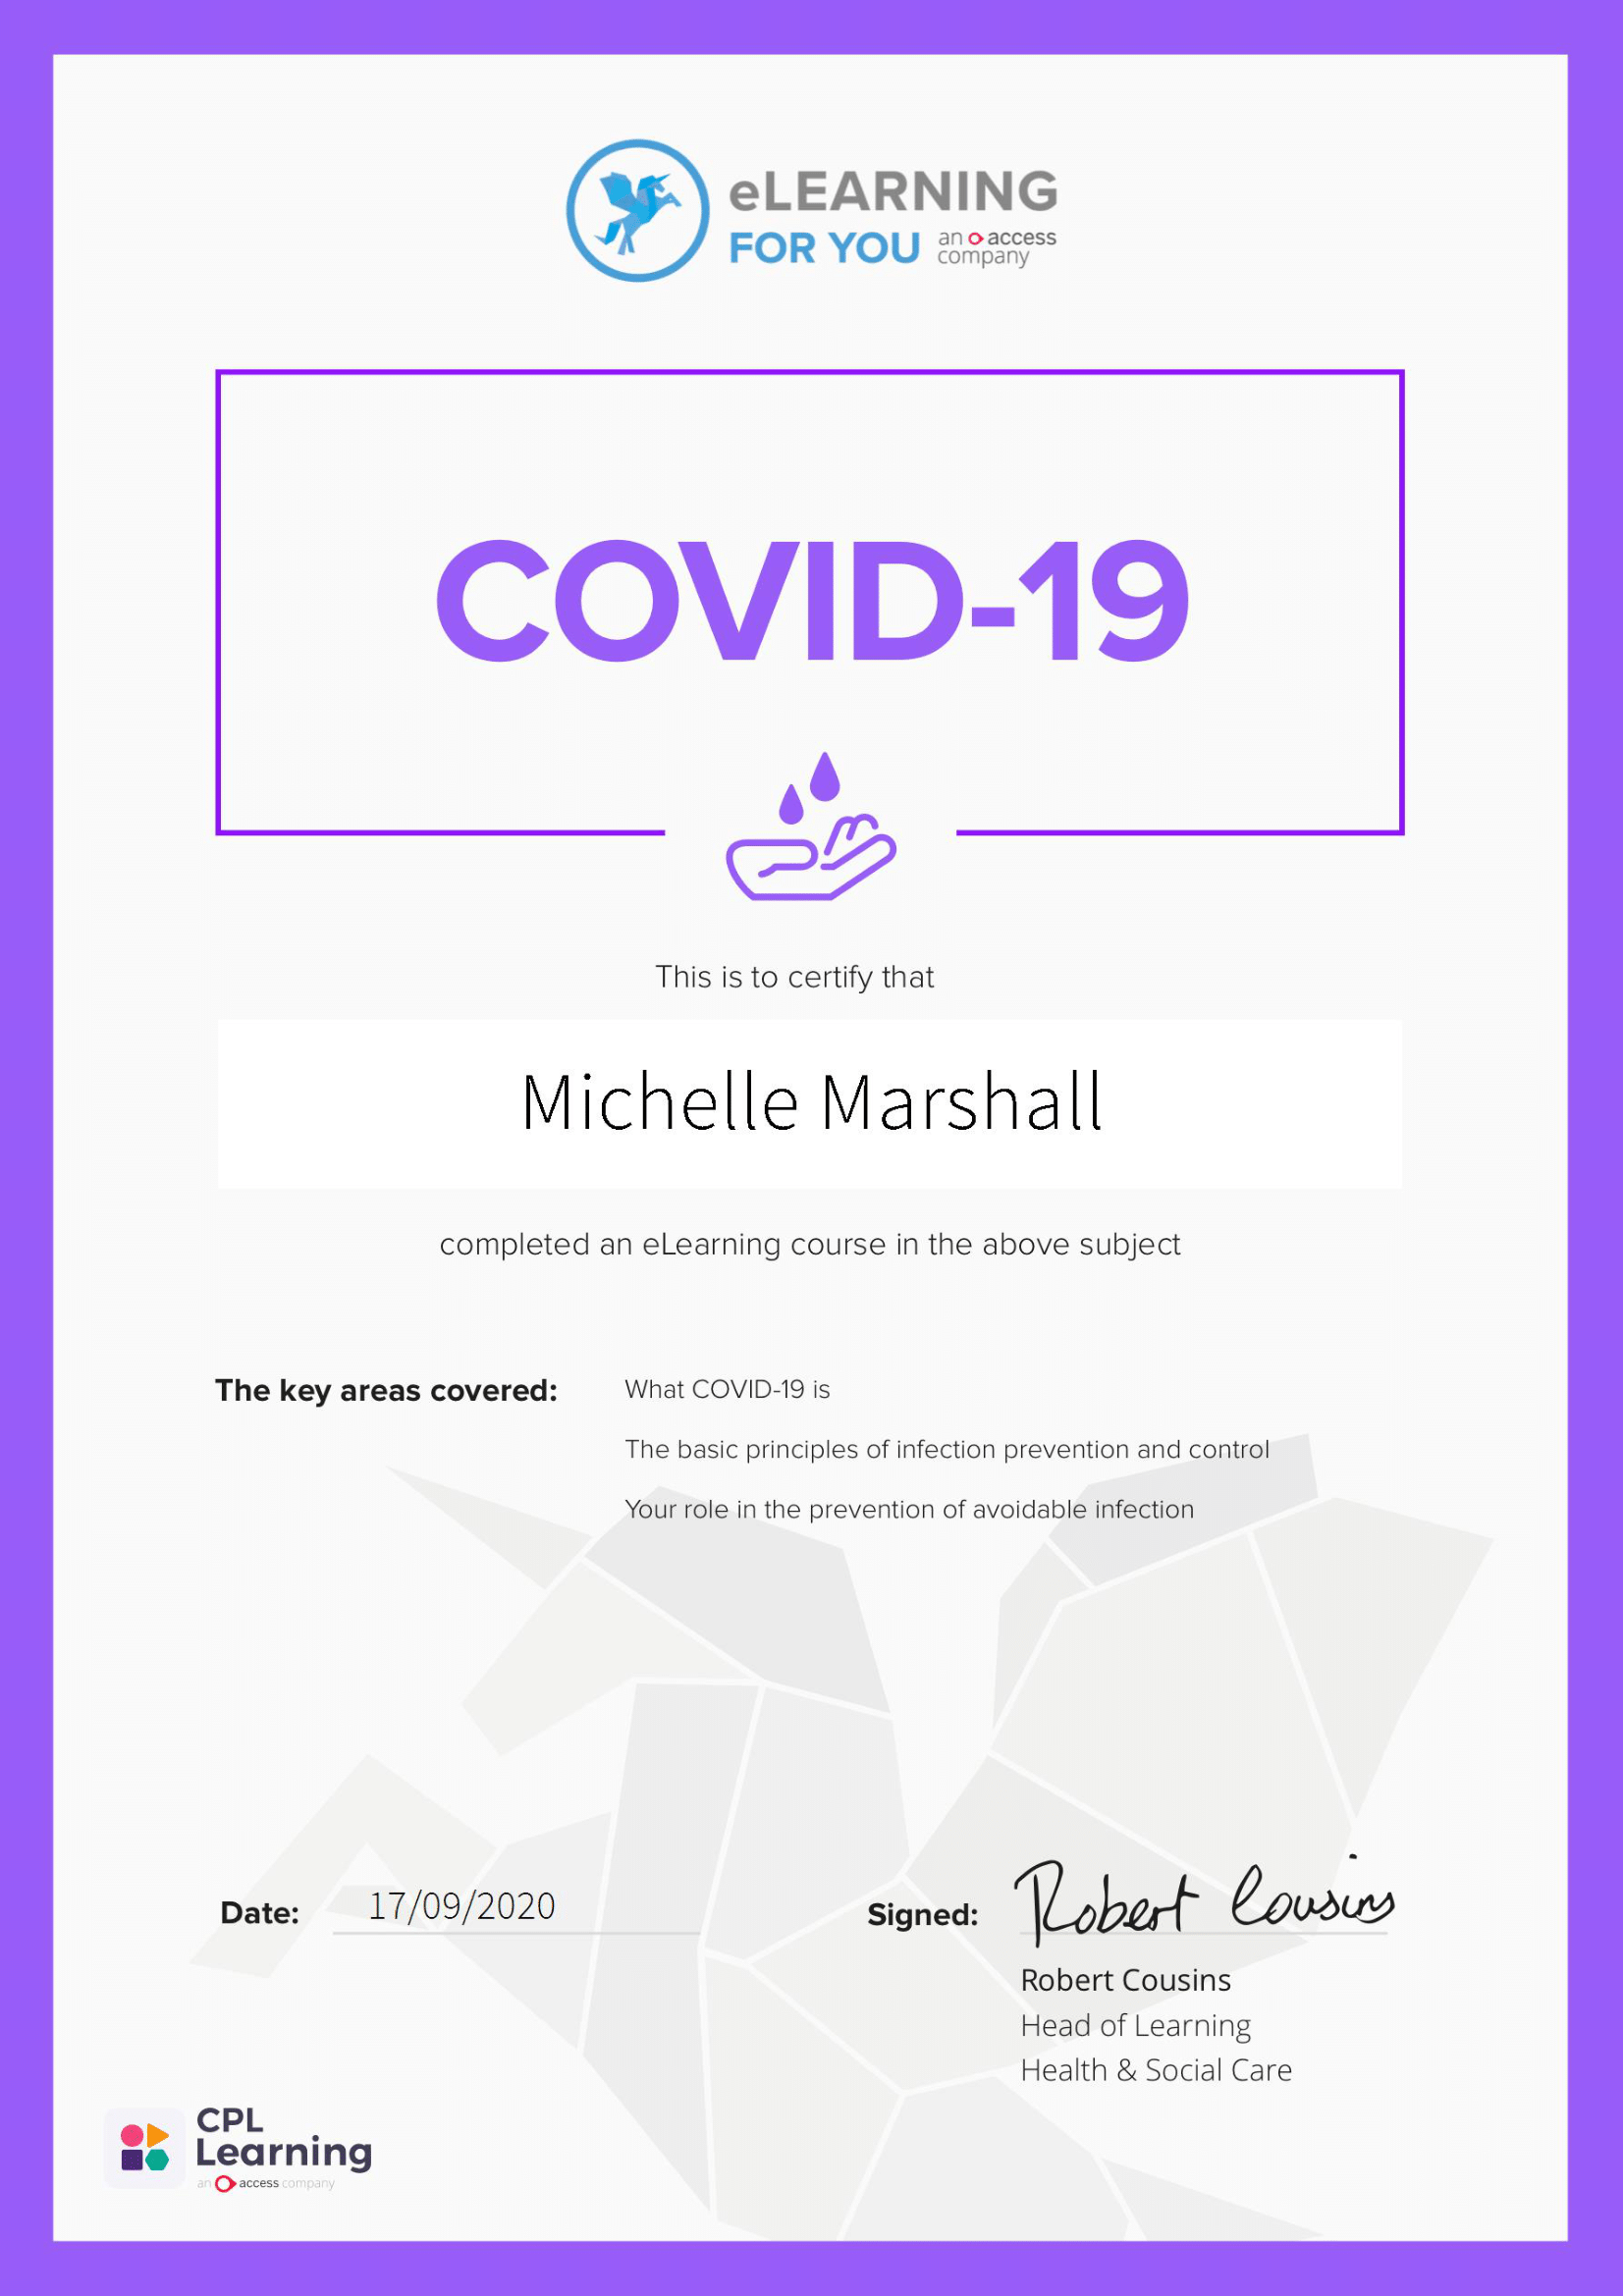 eLEARNING
FOR YOU an access company
COVID-19
This is to certify that
Michelle Marshall
completed an eLearning course in the above subject
The key areas covered: What COVID-19 is
The basic principles of infection prevention and control
Your role in the prevention of avoidable infection
Date: 17/09/2020 Signed: Robert Cousins
Robert Cousins
Head of Learning
Health & Social Care
CPL
Learning
an access company